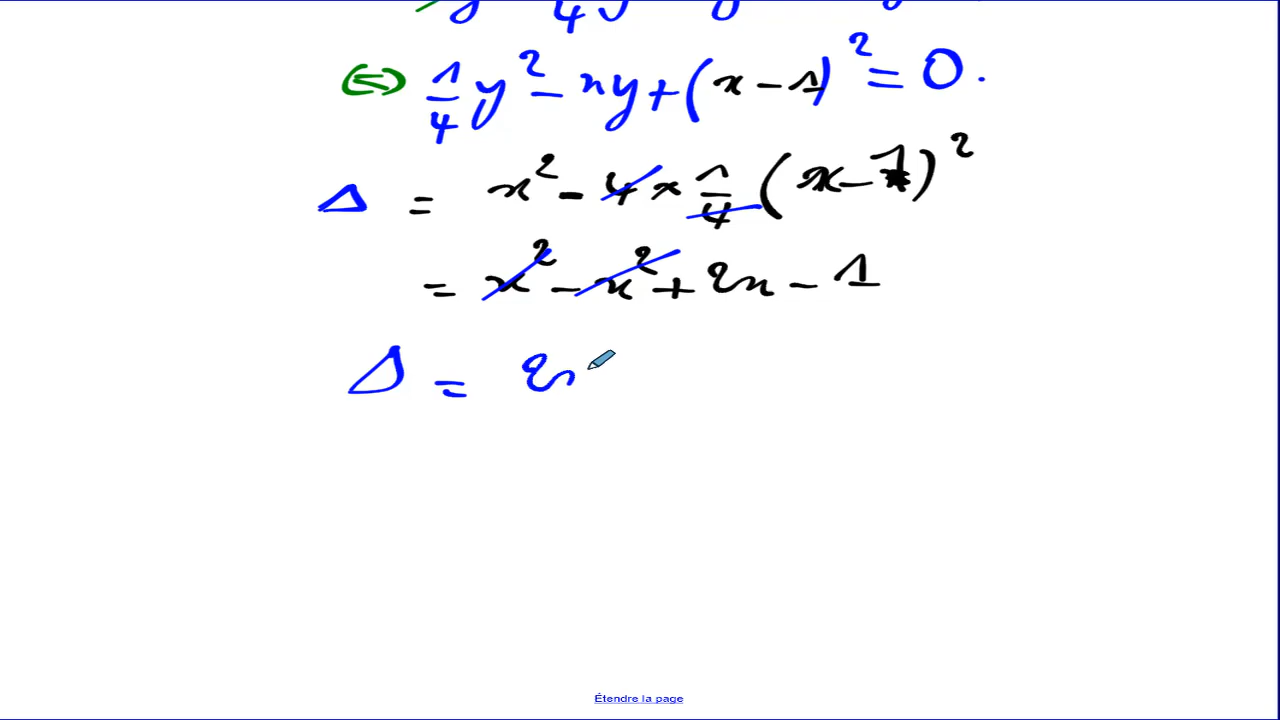 ⇔ 1/4 y² - xy + (x - 1)² = 0.
Δ = x² - 4 × 1/4 (x - 1)²
= x² - x² + 2x - 1
Δ = 2x
Étendre la page